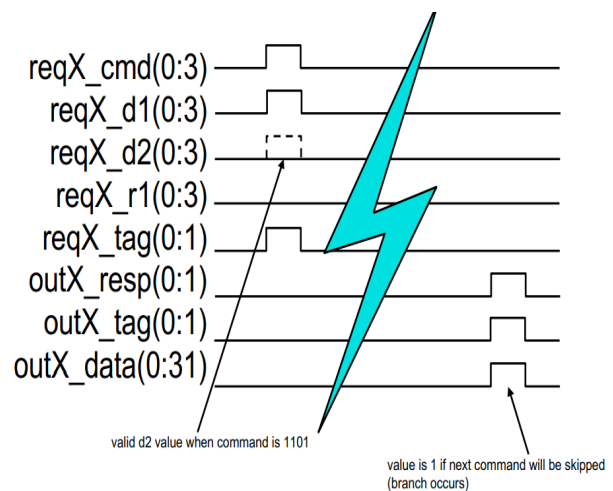 reqX_cmd(0:3)
reqX_d1(0:3)
reqX_d2(0:3)
reqX_r1(0:3)
reqX_tag(0:1)
outX_resp(0:1)
outX_tag(0:1)
outX_data(0:31)
valid d2 value when command is 1101
value is 1 if next command will be skipped
(branch occurs)